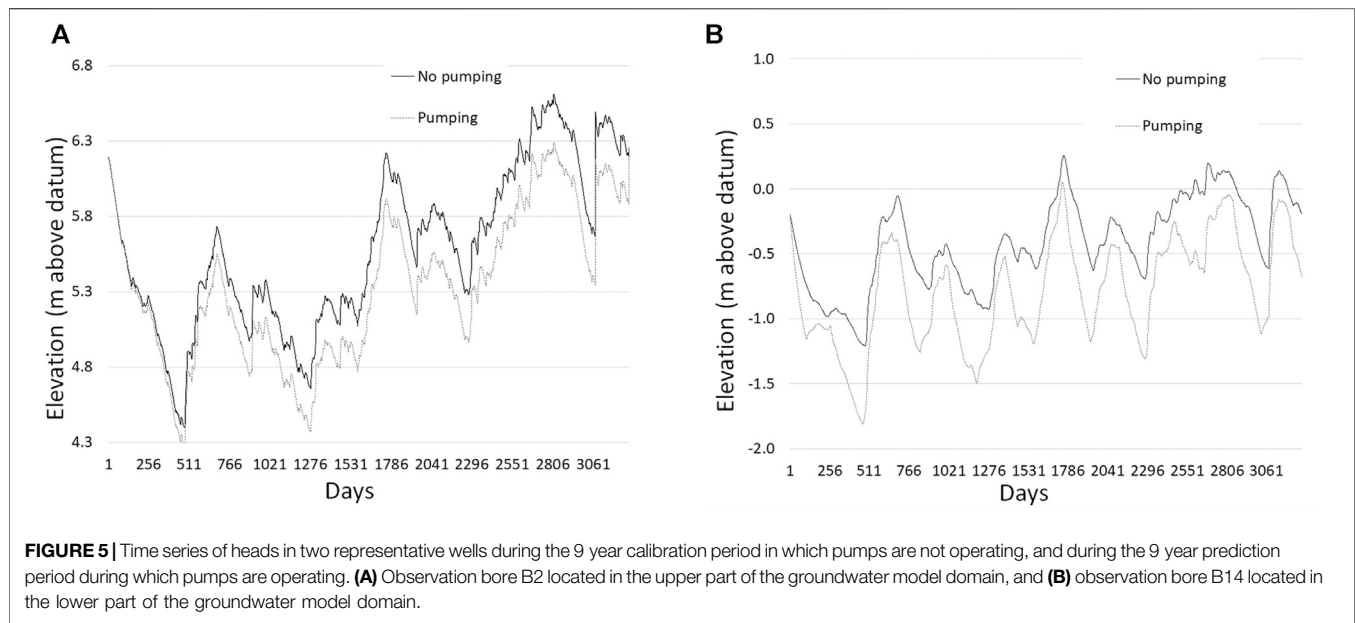 A
6.8
No pumping
Pumping
6.3
5.8
5.3
4.8
4.3
Elevation (m above datum)
1 256 511 766 1021 1276 1531 1786 2041 2296 2551 2806 3061
Days
B
1.0
No pumping
0.5
Pumping
0.0
-0.5
-1.0
-1.5
-2.0
Elevation (m above datum)
1 256 511 766 1021 1276 1531 1786 2041 2296 2551 2806 3061
Days
FIGURE 5 | Time series of heads in two representative wells during the 9 year calibration period in which pumps are not operating, and during the 9 year prediction
period during which pumps are operating. (A) Observation bore B2 located in the upper part of the groundwater model domain, and (B) observation bore B14 located in
the lower part of the groundwater model domain.